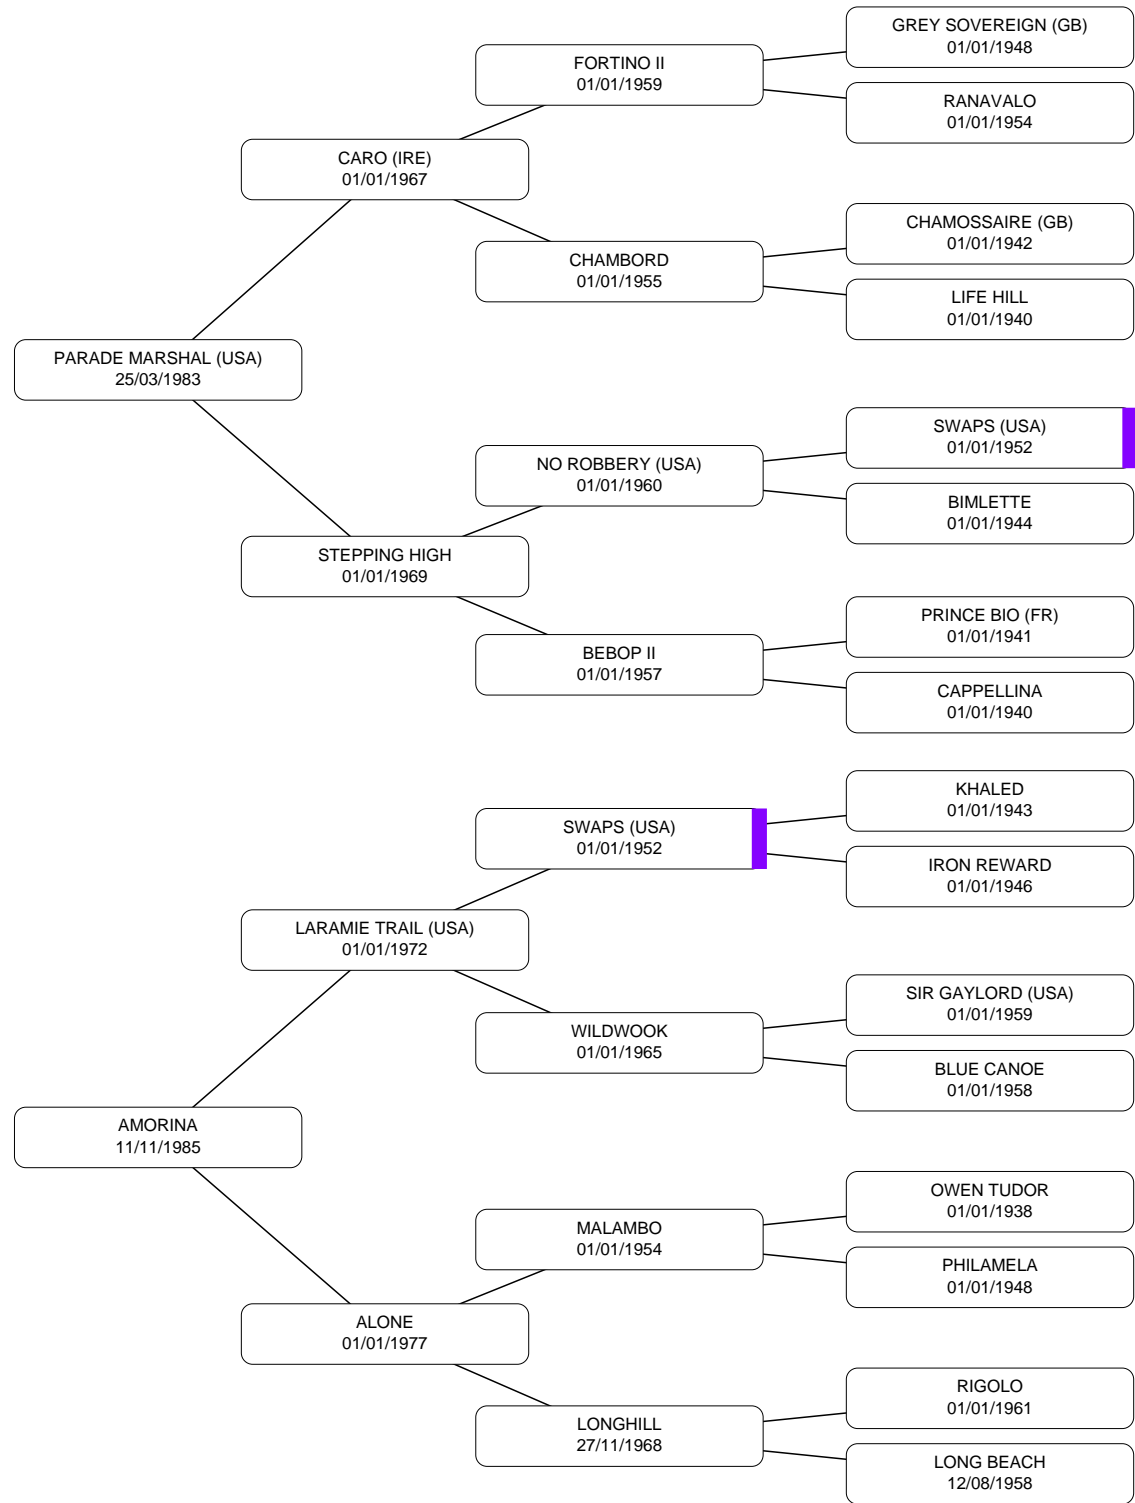 GREY SOVEREIGN (GB)
01/01/1948
FORTINO II
01/01/1959
RANAVALO
01/01/1954
CARO (IRE)
01/01/1967
CHAMOSSAIRE (GB)
01/01/1942
CHAMBORD
01/01/1955
LIFE HILL
01/01/1940
PARADE MARSHAL (USA)
25/03/1983
SWAPS (USA)
01/01/1952
NO ROBBERY (USA)
01/01/1960
BIMLETTE
01/01/1944
STEPPING HIGH
01/01/1969
PRINCE BIO (FR)
01/01/1941
BEBOP II
01/01/1957
CAPPELLINA
01/01/1940
KHALED
01/01/1943
SWAPS (USA)
01/01/1952
IRON REWARD
01/01/1946
LARAMIE TRAIL (USA)
01/01/1972
SIR GAYLORD (USA)
01/01/1959
WILDWOOK
01/01/1965
BLUE CANOE
01/01/1958
AMORINA
11/11/1985
OWEN TUDOR
01/01/1938
MALAMBO
01/01/1954
PHILAMELA
01/01/1948
ALONE
01/01/1977
RIGOLO
01/01/1961
LONGHILL
27/11/1968
LONG BEACH
12/08/1958